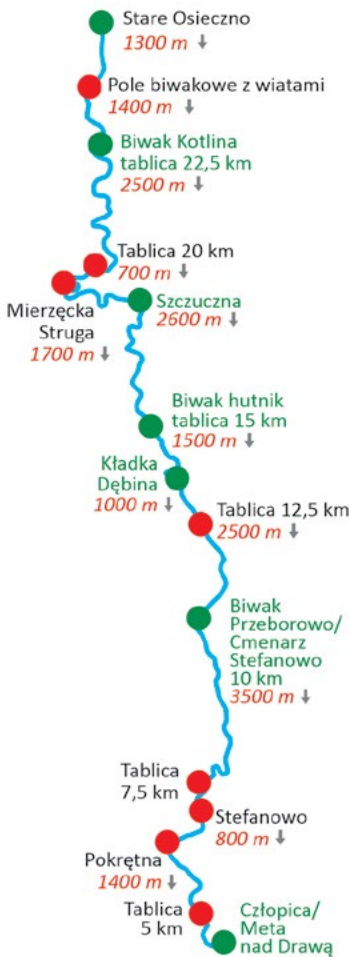 Stare Osieczno
1300 m ↓
Pole biwakowe z wiatami
1400 m ↓
Biwak Kotlina
tablica 22,5 km
2500 m ↓
Tablica 20 km
700 m ↓
Mierzęcka
Struga
1700 m ↓
Szczuczna
2600 m ↓
Biwak hutnik
tablica 15 km
1500 m ↓
Kładka
Dębina
1000 m ↓
Tablica 12,5 km
2500 m ↓
Biwak
Przeborowo/
Cmenarz
Stefanowo
10 km
3500 m ↓
Tablica
7,5 km
Stefanowo
800 m ↓
Pokrętna
1400 m ↓
Tablica
5 km
Człopica/
Meta
nad Drawą